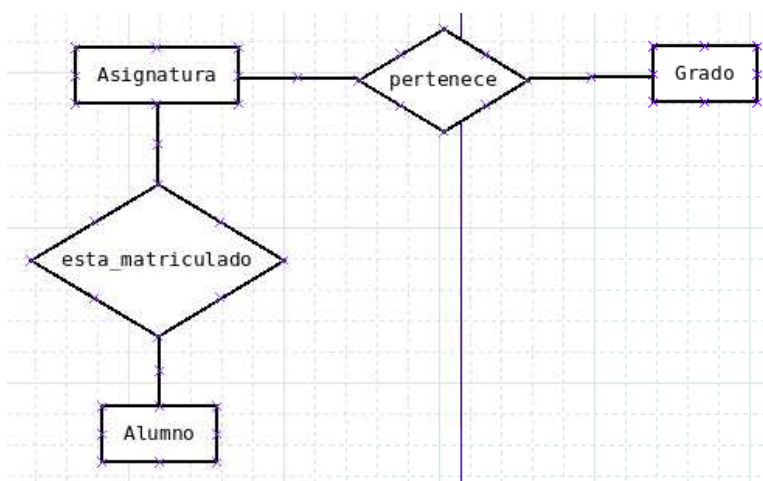 Asignatura
pertenece
Grado
esta_matriculado
Alumno